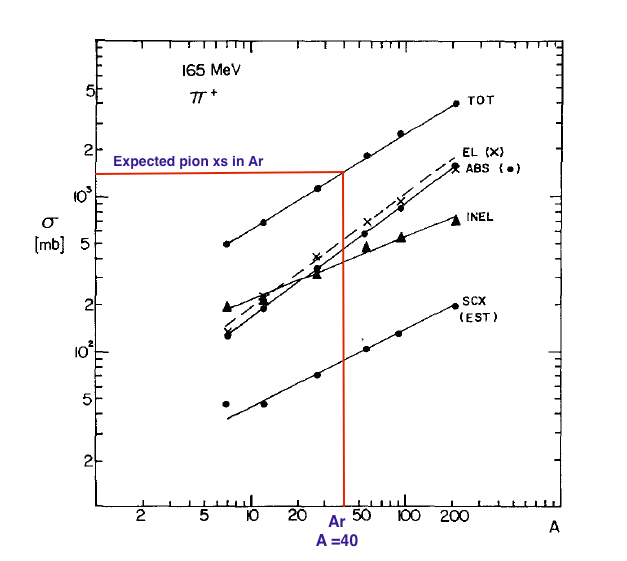 165 MeV
π+
5
TOT
2
EL (×)
Expected pion xs in Ar
ABS (●)
10³
σ
INEL
[mb]
5
2
SCX
(EST)
10²
5
2
2 5 10 20 50 100 200
Ar
A
A =40